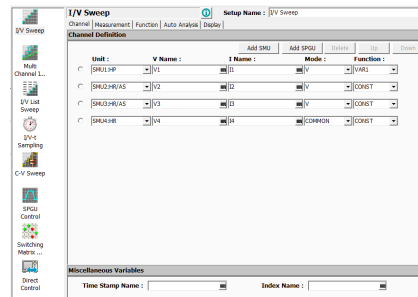 I/V Sweep
Setup Name : I/V Sweep
Channel Measurement Function Auto Analysis Display
Channel Definition
Add SMU Add SPGU Delete Up Down
Unit : V Name : I Name : Mode : Function :
SMU1:HP V1 I1 V VAR1
SMU2:HR/AS V2 I2 V CONST
SMU3:HR/AS V3 I3 V CONST
SMU4:HR V4 I4 COMMON CONST
Miscellaneous Variables
Time Stamp Name : Index Name :
I/V Sweep
Multi
Channel 1...
I/V List
Sweep
I/V-t
Sampling
C-V Sweep
SPGU
Control
Switching
Matrix ...
Direct
Control